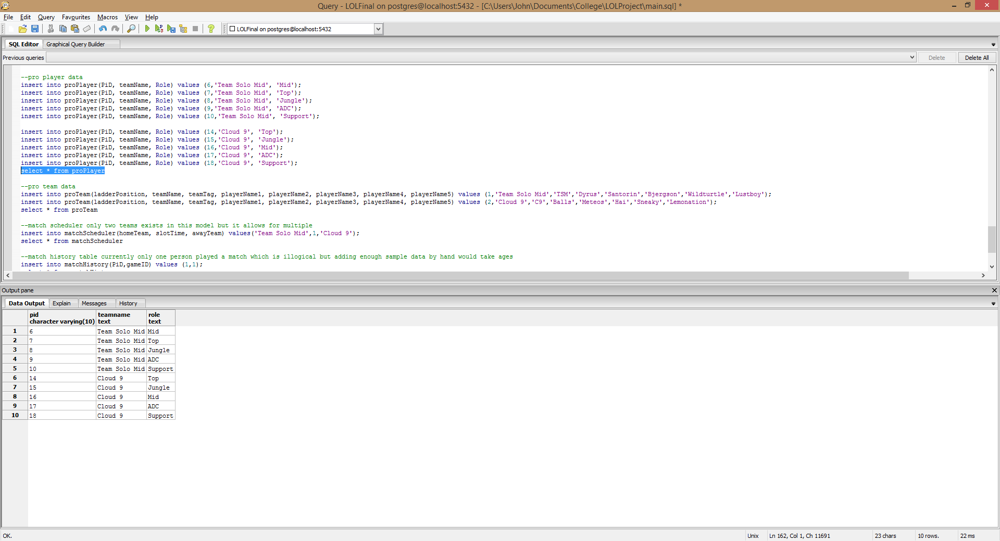 Query - LOLFinal on postgres@localhost:5432 - [C:\Users\John\Documents\College\LOLProject\main.sql] *
File Edit Query Favourites Macros View Help
LOLFinal on postgres@localhost:5432
SQL Editor Graphical Query Builder
Previous queries Delete Delete All
--pro player data
insert into proPlayer(PiD, teamName, Role) values (6,'Team Solo Mid', 'Mid');
insert into proPlayer(PiD, teamName, Role) values (7,'Team Solo Mid', 'Top');
insert into proPlayer(PiD, teamName, Role) values (8,'Team Solo Mid', 'Jungle');
insert into proPlayer(PiD, teamName, Role) values (9,'Team Solo Mid', 'ADC');
insert into proPlayer(PiD, teamName, Role) values (10,'Team Solo Mid', 'Support');
insert into proPlayer(PiD, teamName, Role) values (14,'Cloud 9', 'Top');
insert into proPlayer(PiD, teamName, Role) values (15,'Cloud 9', 'Jungle');
insert into proPlayer(PiD, teamName, Role) values (16,'Cloud 9', 'Mid');
insert into proPlayer(PiD, teamName, Role) values (17,'Cloud 9', 'ADC');
insert into proPlayer(PiD, teamName, Role) values (18,'Cloud 9', 'Support');
select * from proPlayer
--pro team data
insert into proTeam(ladderPosition, teamName, teamTag, playerName1, playerName2, playerName3, playerName4, playerName5) values (1,'Team Solo Mid','TSM','Dyrus','Santorin','Bjergson','Wildturtle','Lustboy');
insert into proTeam(ladderPosition, teamName, teamTag, playerName1, playerName2, playerName3, playerName4, playerName5) values (2,'Cloud 9','C9','Balls','Meteos','Hai','Sneaky','Lemonation');
select * from proTeam
--match scheduler only two teams exists in this model but it allows for multiple
insert into matchScheduler(homeTeam, slotTime, awayTeam) values('Team Solo Mid',1,'Cloud 9');
select * from matchScheduler
--match history table currently only one person played a match which is illogical but adding enough sample data by hand would take ages
insert into matchHistory(PiD,gameID) values (1,1);
Output pane
Data Output Explain Messages History
pid teamname role
character varying(10) text text
1 6 Team Solo Mid Mid
2 7 Team Solo Mid Top
3 8 Team Solo Mid Jungle
4 9 Team Solo Mid ADC
5 10 Team Solo Mid Support
6 14 Cloud 9 Top
7 15 Cloud 9 Jungle
8 16 Cloud 9 Mid
9 17 Cloud 9 ADC
10 18 Cloud 9 Support
OK. Unix Ln 162, Col 1, Ch 11691 23 chars 10 rows. 22 ms